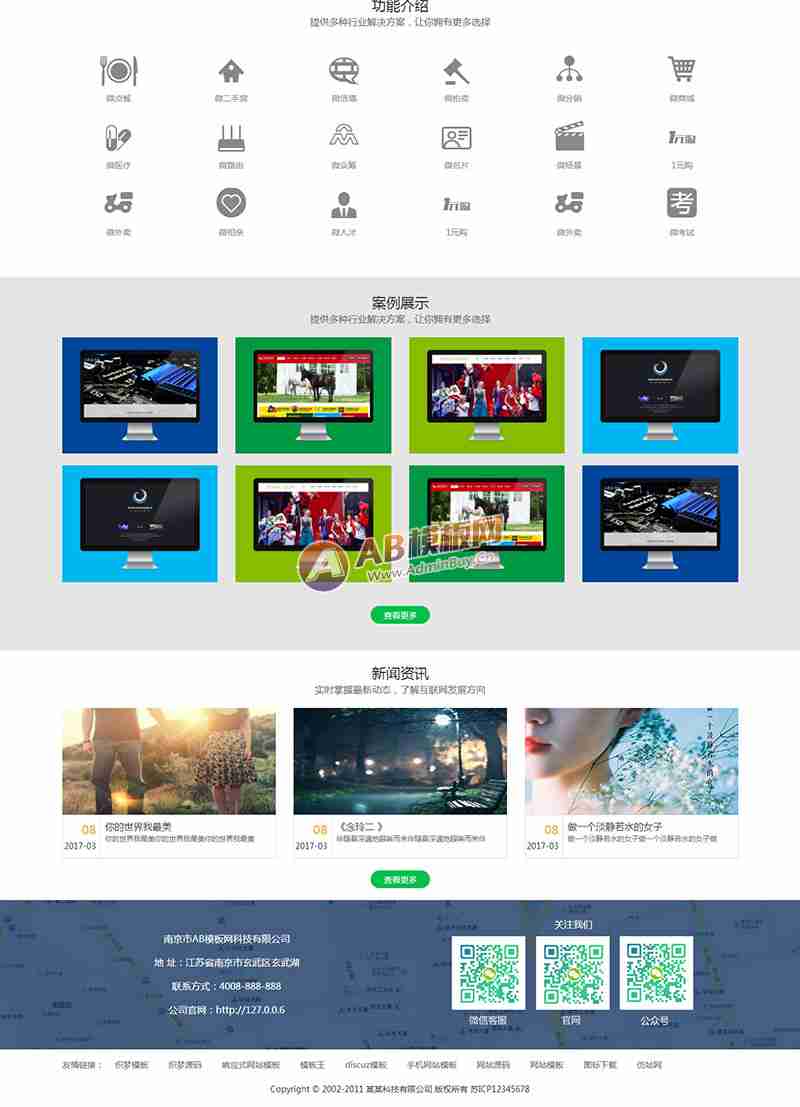 功能介绍
提供多种行业解决方案，让你拥有更多选择
微点餐 微二手房 微信墙 微拍卖 微分销 微商城
1元购
微医疗 微路由 微众筹 微名片 微场景 1元购
1元购
考
微外卖 微相亲 微人才 1元购 微外卖 微考试
案例展示
提供多种行业解决方案，让你拥有更多选择
AB模板网
Www.AdminBuy.Cn
查看更多
新闻资讯
实时掌握最新动态，了解互联网发展方向
08 你的世界我最美
2017-03 你的世界我最美你的世界我最美你的世界我最美
08 《念玲二 》
2017-03
08 做一个淡静若水的女子
2017-03 做一个淡静若水的女子做一个淡静若水的女子做
查看更多
南京市AB模板网科技有限公司
地 址：江苏省南京市玄武区玄武湖
联系方式：4008-888-888
公司官网：http://127.0.0.6
关注我们
微信客服 官网 公众号
友情链接： 织梦模板 织梦源码 响应式网站模板 模板王 discuz模板 手机网站模板 网站源码 网站模板 图标下载 仿站网
Copyright © 2002-2011 某某科技有限公司 版权所有 苏ICP12345678